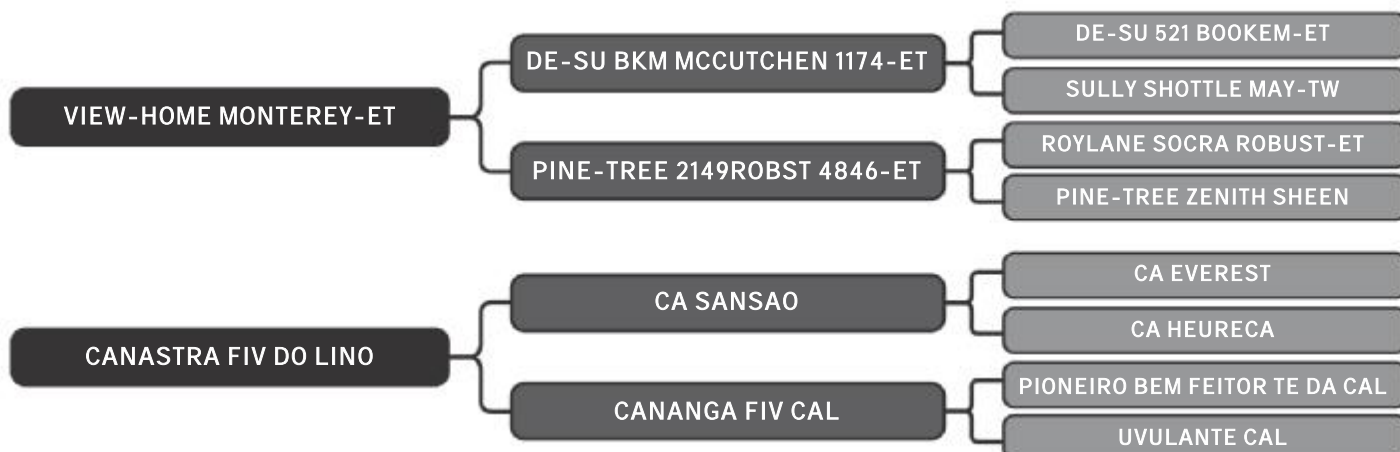 VIEW-HOME MONTEREY-ET
DE-SU BKM MCCUTCHEN 1174-ET
DE-SU 521 BOOKEM-ET
SULLY SHOTTLE MAY-TW
PINE-TREE 2149ROBST 4846-ET
ROYLANE SOCRA ROBUST-ET
PINE-TREE ZENITH SHEEN
CANASTRA FIV DO LINO
CA SANSAO
CA EVEREST
CA HEURECA
CANANGA FIV CAL
PIONEIRO BEM FEITOR TE DA CAL
UVULANTE CAL